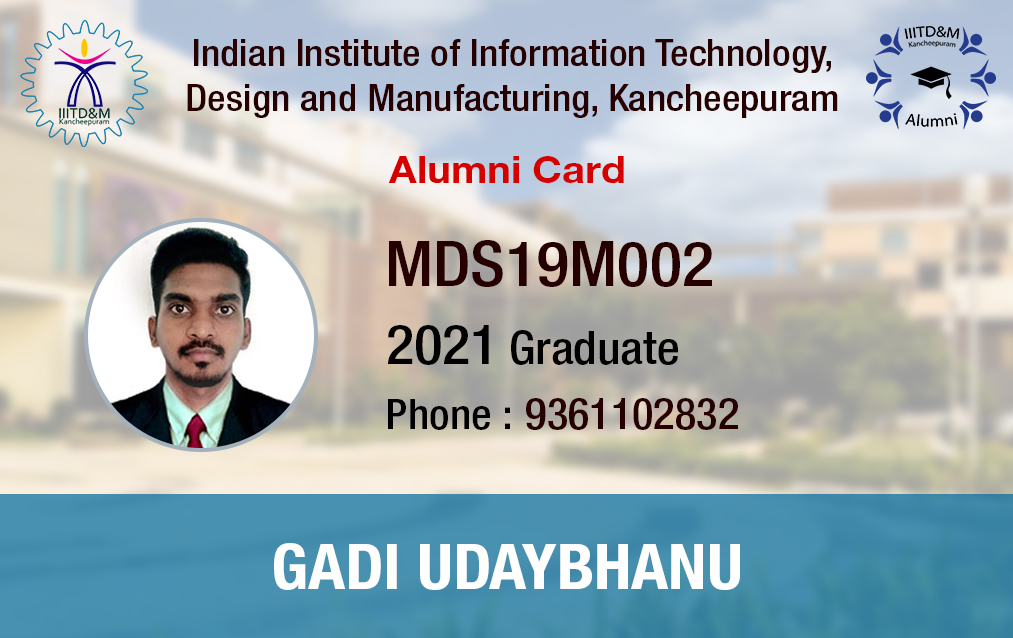 Indian Institute of Information Technology,
Design and Manufacturing, Kancheepuram
IIITD&M
Kancheepuram
IIITD&M
Kancheepuram
Alumni
Alumni Card
MDS19M002
2021 Graduate
Phone : 9361102832
GADI UDAYBHANU